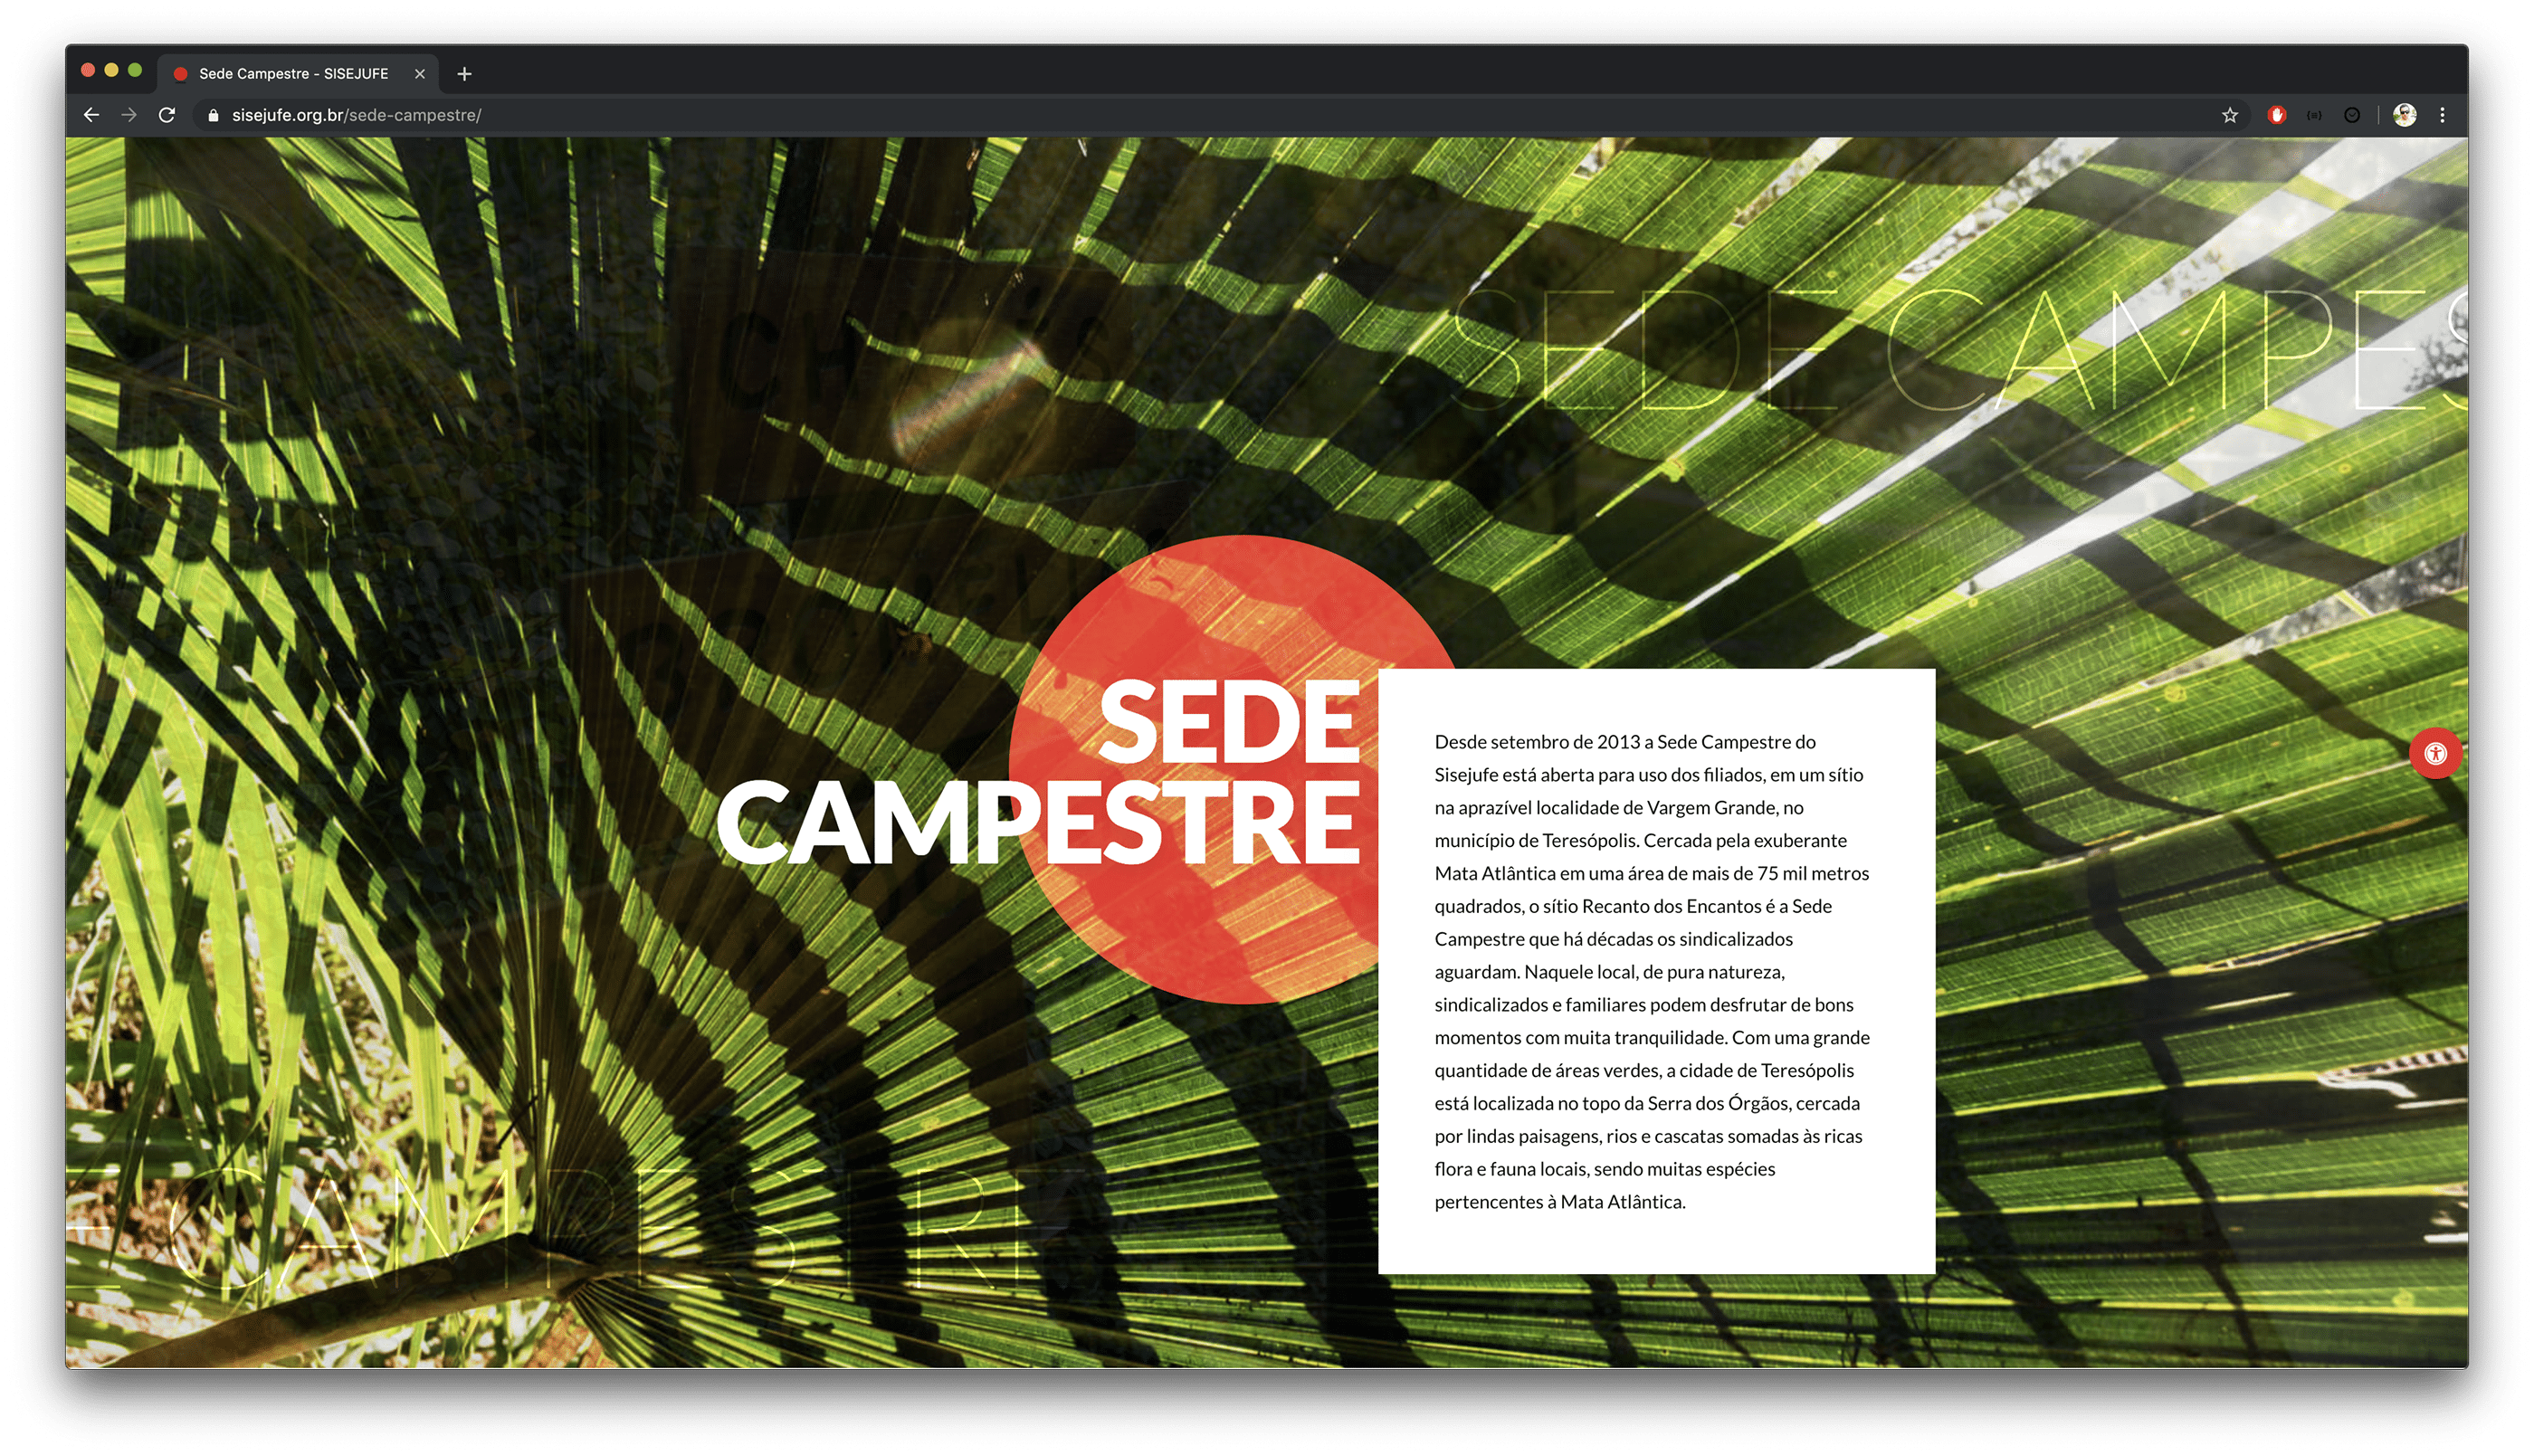 Sede Campestre - SISEJUFE
sisejufe.org.br/sede-campestre/
SEDE CAMPES
SEDE
CAMPESTRE
Desde setembro de 2013 a Sede Campestre do
Sisejufe está aberta para uso dos filiados, em um sítio
na aprazível localidade de Vargem Grande, no
município de Teresópolis. Cercada pela exuberante
Mata Atlântica em uma área de mais de 75 mil metros
quadrados, o sítio Recanto dos Encantos é a Sede
Campestre que há décadas os sindicalizados
aguardam. Naquele local, de pura natureza,
sindicalizados e familiares podem desfrutar de bons
momentos com muita tranquilidade. Com uma grande
quantidade de áreas verdes, a cidade de Teresópolis
está localizada no topo da Serra dos Órgãos, cercada
por lindas paisagens, rios e cascatas somadas às ricas
flora e fauna locais, sendo muitas espécies
pertencentes à Mata Atlântica.
E CAMPESTRE